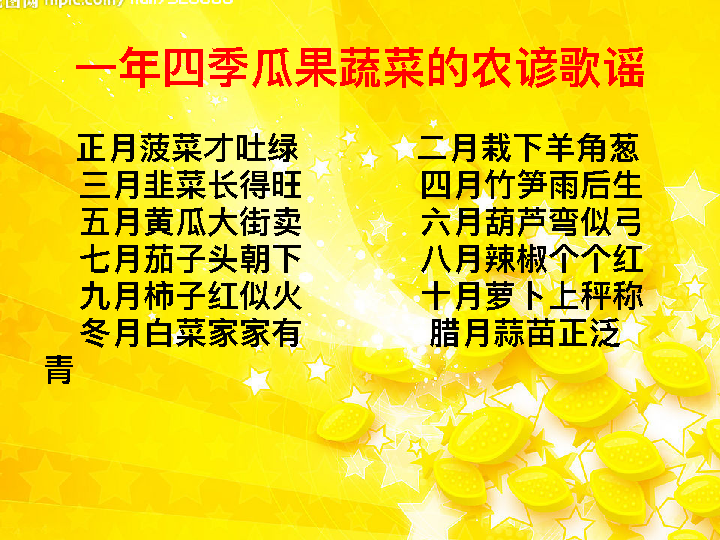 一年四季瓜果蔬菜的农谚歌谣
正月菠菜才吐绿 二月栽下羊角葱
三月韭菜长得旺 四月竹笋雨后生
五月黄瓜大街卖 六月葫芦弯似弓
七月茄子头朝下 八月辣椒个个红
九月柿子红似火 十月萝卜上秤称
冬月白菜家家有 腊月蒜苗正泛
青